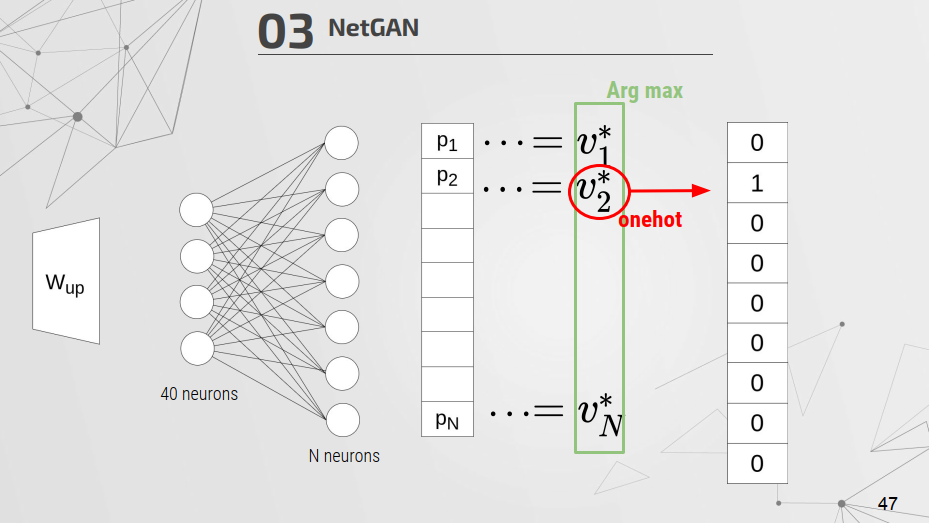 03 NetGAN
Arg max
p1 ...= v1*
p2 ...= v2*
onehot
pN ...= vN*
Wup
40 neurons
N neurons
0
1
0
0
0
0
0
0
0
47